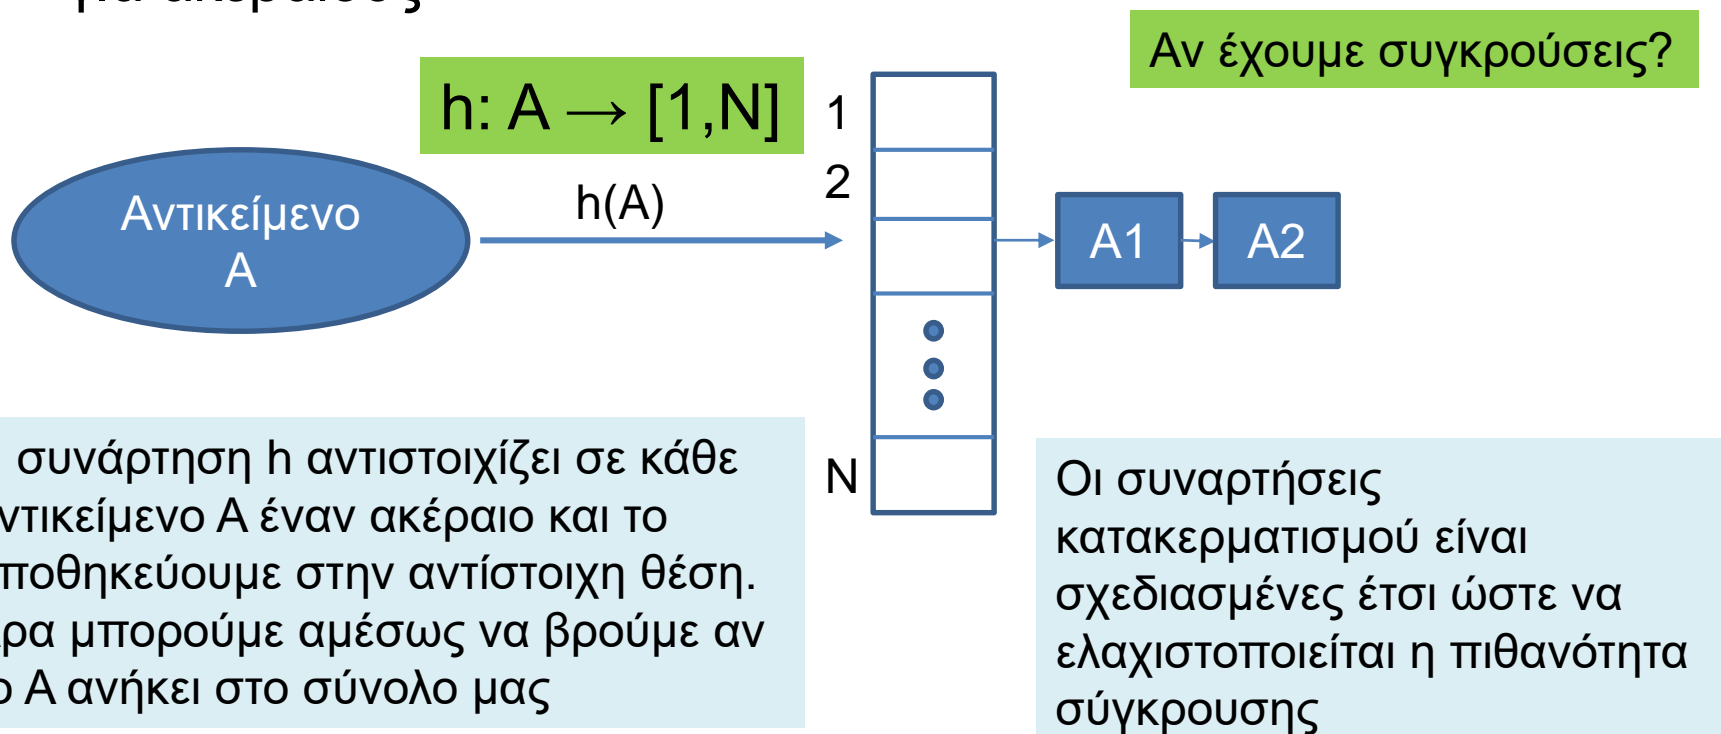 για ακέραιους
Αν έχουμε συγκρούσεις?
h: A → [1,N]
1
2
h(A)
Αντικείμενο
Α
A1
A2
N
συνάρτηση h αντιστοιχίζει σε κάθε
ντικείμενο Α έναν ακέραιο και το
ποθηκεύουμε στην αντίστοιχη θέση.
ρα μπορούμε αμέσως να βρούμε αν
ο Α ανήκει στο σύνολο μας
Οι συναρτήσεις
κατακερματισμού είναι
σχεδιασμένες έτσι ώστε να
ελαχιστοποιείται η πιθανότητα
σύγκρουσης